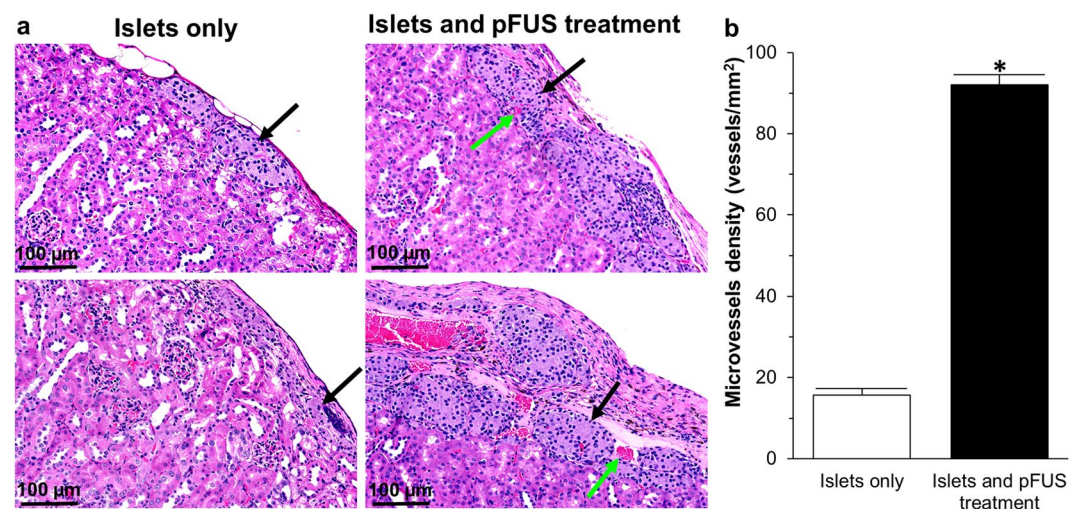 a
Islets only
Islets and pFUS treatment
100 µm
100 µm
100 µm
100 µm
b
Microvessels density (vessels/mm²)
100
80
60
40
20
0
*
Islets only
Islets and pFUS
treatment